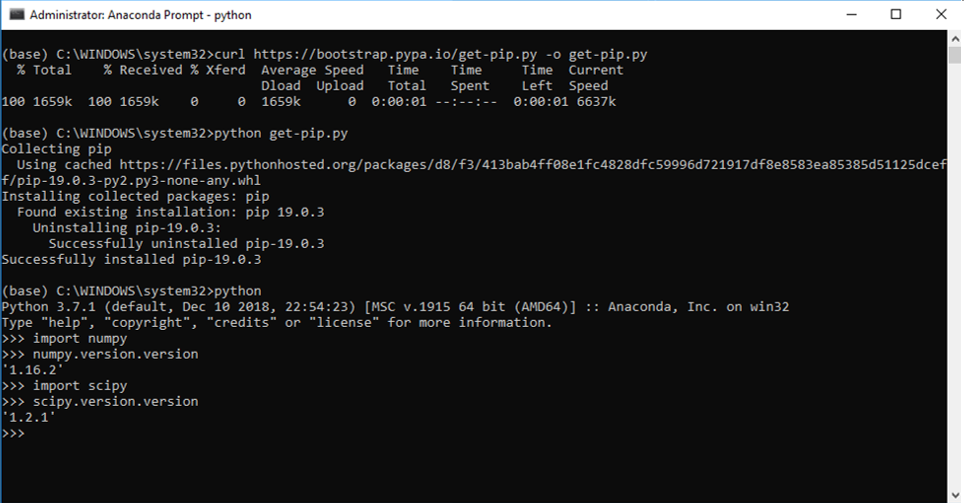 Administrator: Anaconda Prompt - python
(base) C:\WINDOWS\system32>curl https://bootstrap.pypa.io/get-pip.py -o get-pip.py
  % Total    % Received % Xferd  Average Speed   Time    Time     Time  Current
                                 Dload  Upload   Total   Spent    Left  Speed
100 1659k  100 1659k    0     0  1659k      0  0:00:01 --:--:--  0:00:01 6637k
(base) C:\WINDOWS\system32>python get-pip.py
Collecting pip
  Using cached https://files.pythonhosted.org/packages/d8/f3/413bab4ff08e1fc4828dfc59996d721917df8e8583ea85385d51125dcef
f/pip-19.0.3-py2.py3-none-any.whl
Installing collected packages: pip
  Found existing installation: pip 19.0.3
    Uninstalling pip-19.0.3:
      Successfully uninstalled pip-19.0.3
Successfully installed pip-19.0.3
(base) C:\WINDOWS\system32>python
Python 3.7.1 (default, Dec 10 2018, 22:54:23) [MSC v.1915 64 bit (AMD64)] :: Anaconda, Inc. on win32
Type "help", "copyright", "credits" or "license" for more information.
>>> import numpy
>>> numpy.version.version
'1.16.2'
>>> import scipy
>>> scipy.version.version
'1.2.1'
>>>